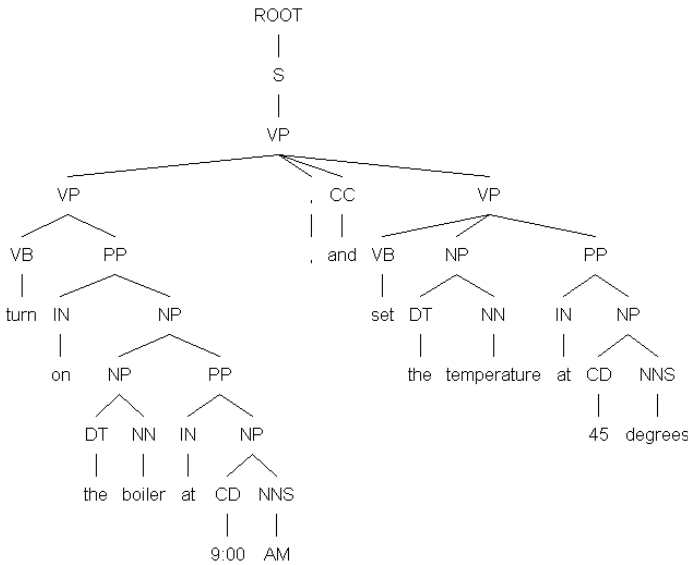 ROOT
S
VP
VP , CC VP
VB PP , and VB NP PP
turn IN NP set DT NN IN NP
on NP PP the temperature at CD NNS
DT NN IN NP 45 degrees
the boiler at CD NNS
9:00 AM